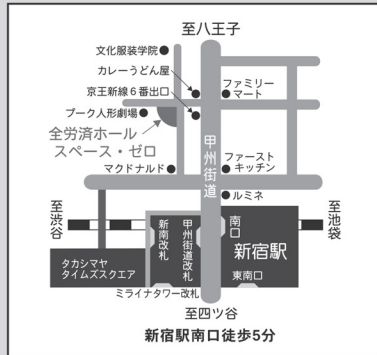 至八王子
文化服装学院
カレーうどん屋
京王新線6番出口
ファミリー
マート
プーク人形劇場
全労済ホール
スペース・ゼロ
甲州街道
マクドナルド
ファースト
キッチン
ルミネ
至渋谷
新南改札
甲州街道改札
南口
新宿駅
至池袋
タカシマヤ
タイムズスクエア
東南口
ミライナタワー改札
至四ツ谷
新宿駅南口徒歩5分